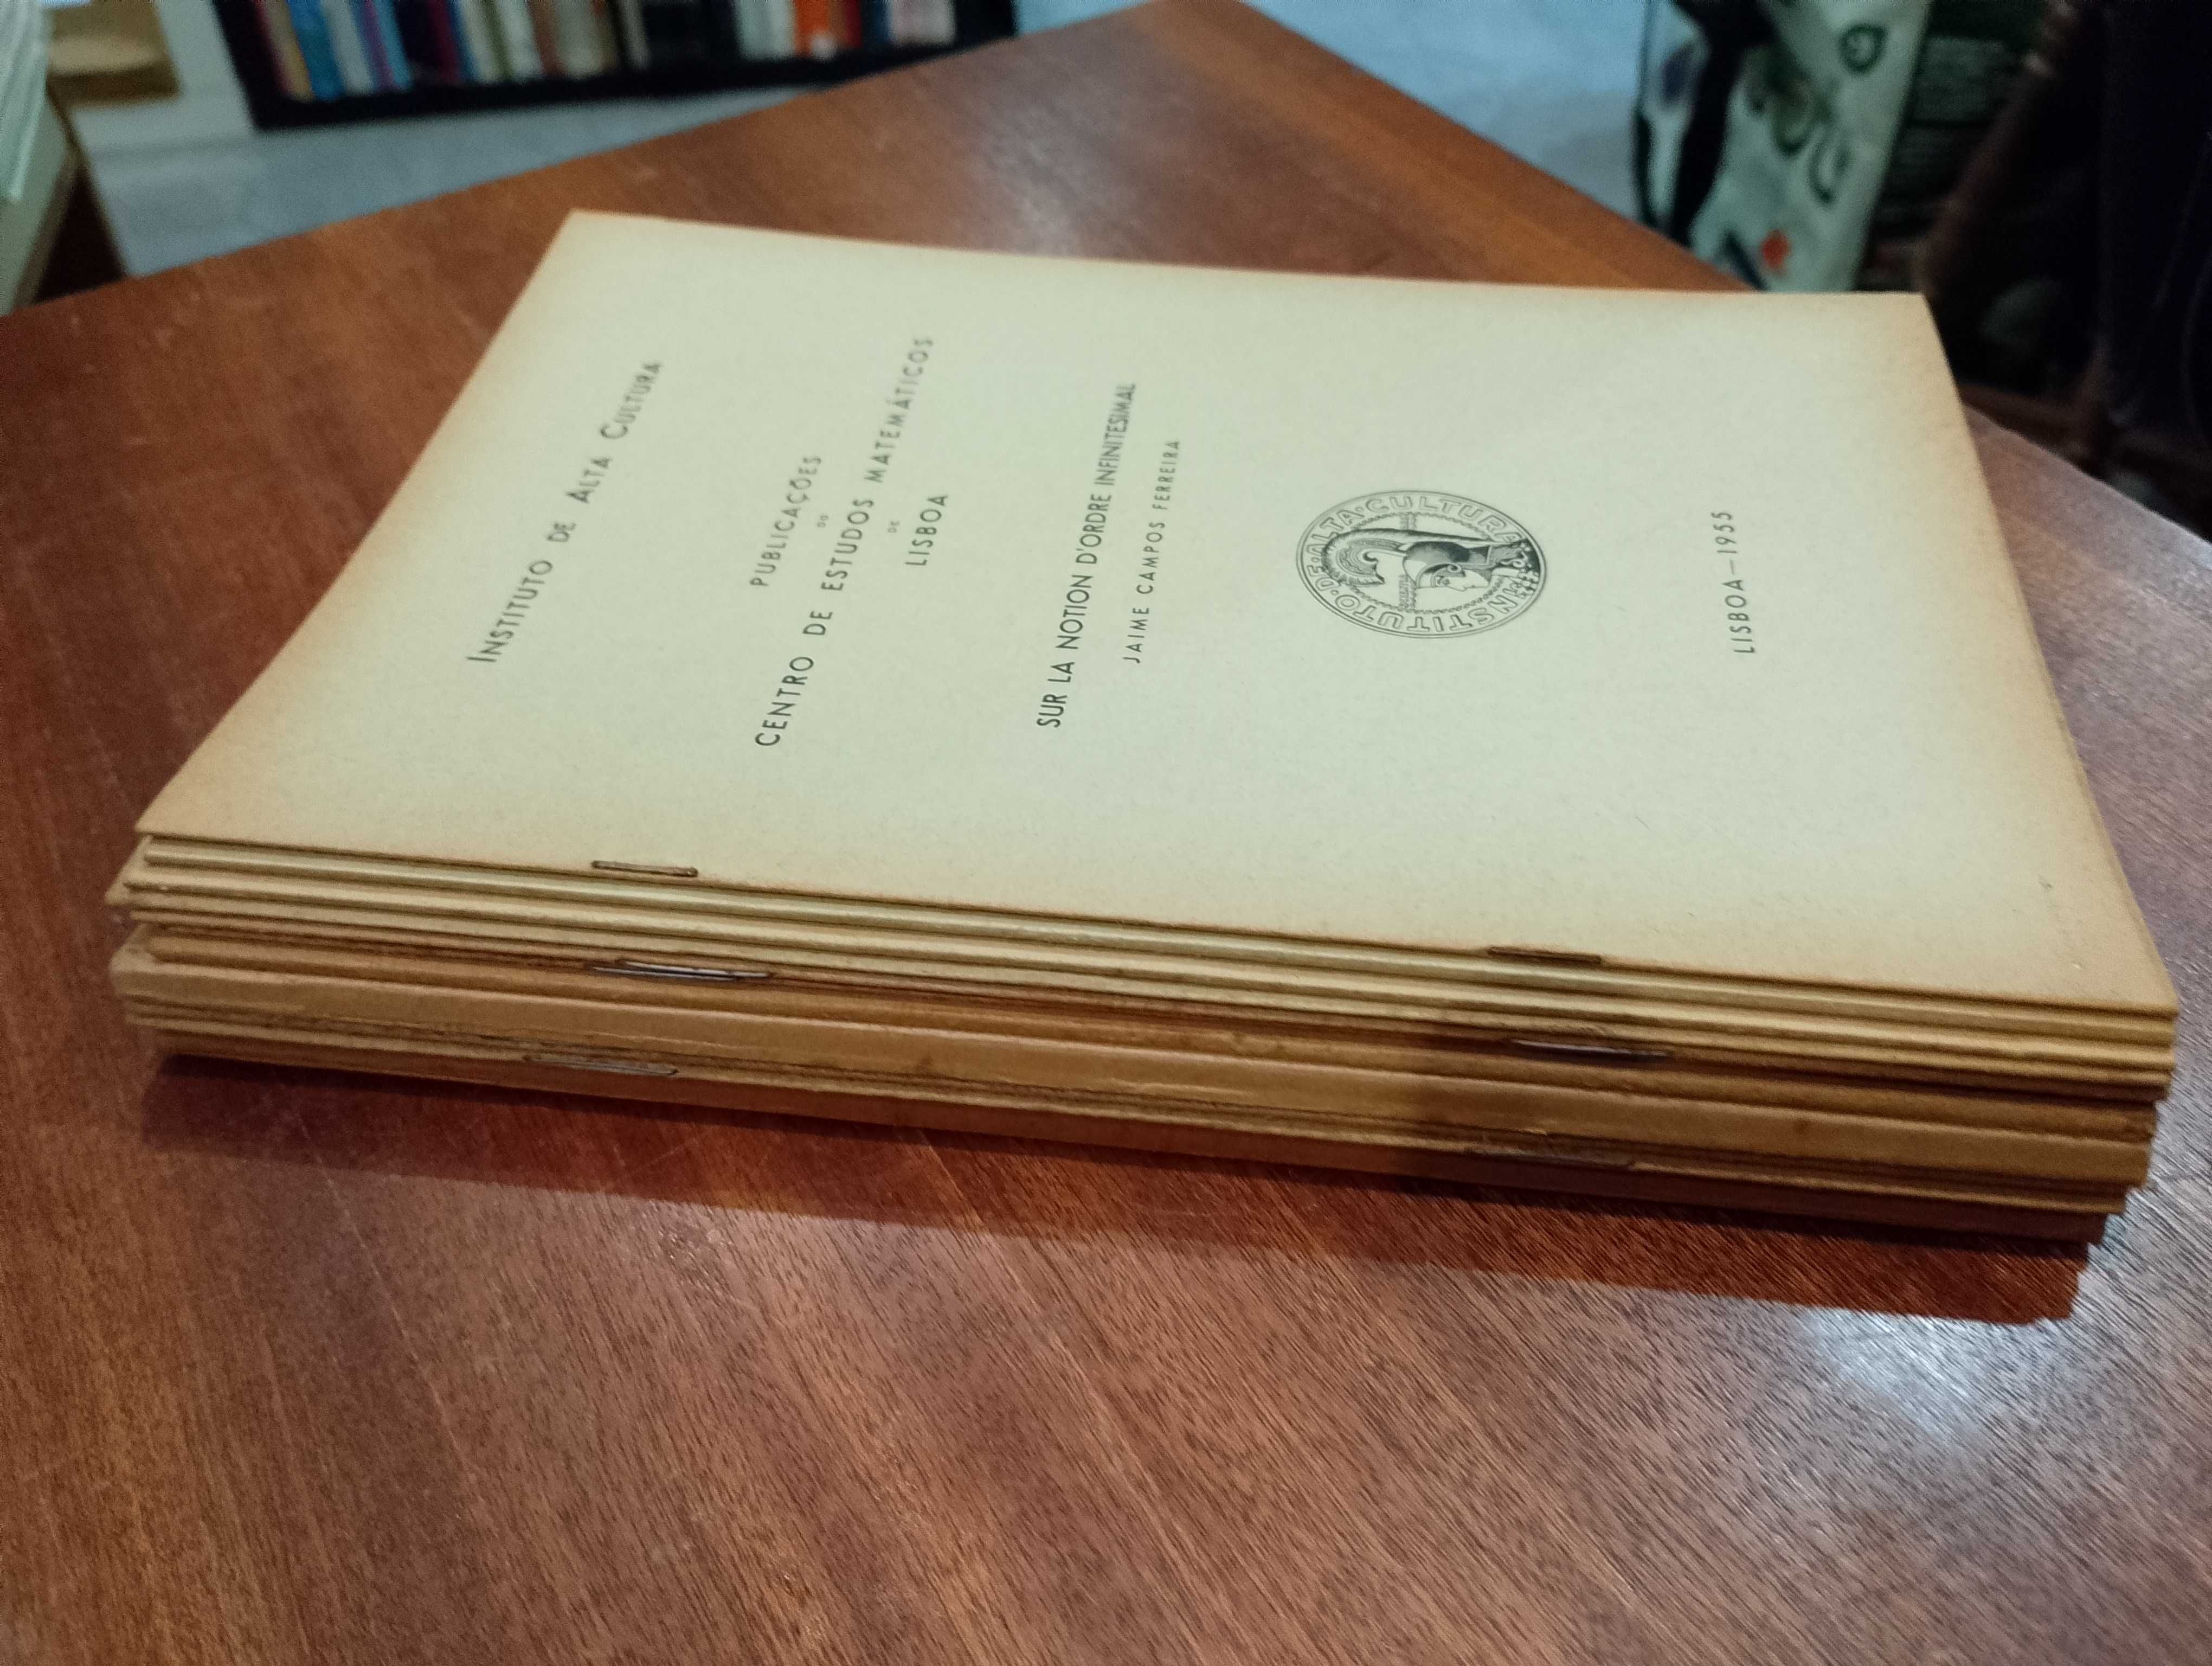 INSTITUTO DE ALTA CULTURA
PUBLICAÇÕES
DO
CENTRO DE ESTUDOS MATEMÁTICOS
DE
LISBOA
SUR LA NOTION D'ORDRE INFINITESIMAL
JAIME CAMPOS FERREIRA
INSTITUTO·DE·ALTA·CULTURA
LISBOA—1955